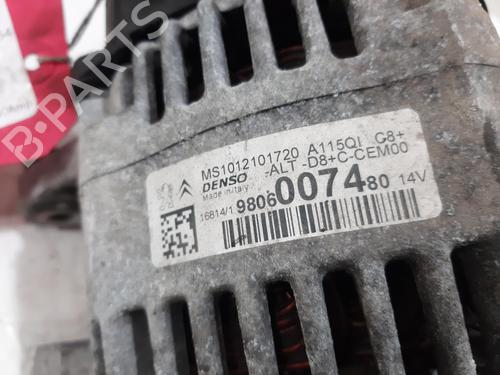 B-PARTS
MS1012101720 A115QI C8+
DENSO -ALT -D8+C-CEM00
Made in Italy
16814/1 9806007480 14V